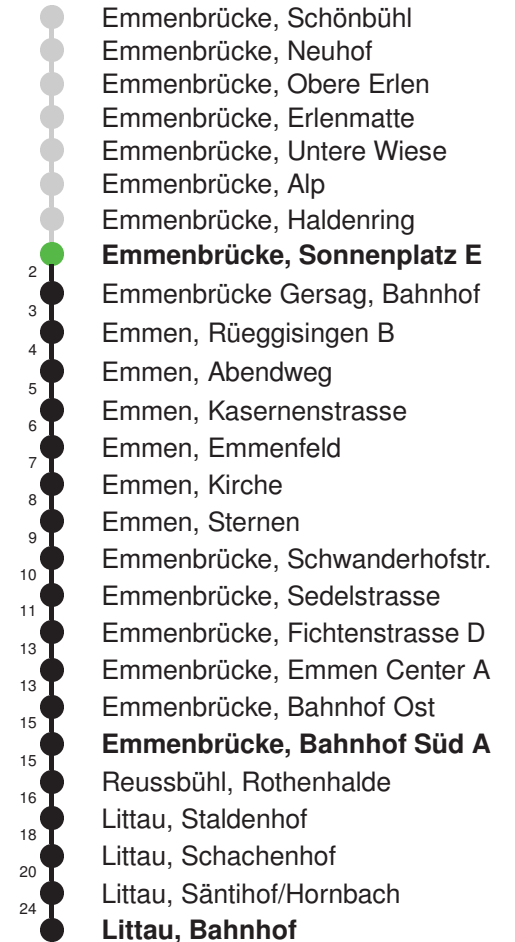 Emmenbrücke, Schönbühl
Emmenbrücke, Neuhof
Emmenbrücke, Obere Erlen
Emmenbrücke, Erlenmatte
Emmenbrücke, Untere Wiese
Emmenbrücke, Alp
Emmenbrücke, Haldenring
Emmenbrücke, Sonnenplatz E
2
Emmenbrücke Gersag, Bahnhof
3
Emmen, Rüeggisingen B
4
Emmen, Abendweg
5
Emmen, Kasernenstrasse
6
Emmen, Emmenfeld
7
Emmen, Kirche
8
Emmen, Sternen
9
Emmenbrücke, Schwanderhofstr.
10
Emmenbrücke, Sedelstrasse
11
Emmenbrücke, Fichtenstrasse D
13
Emmenbrücke, Emmen Center A
13
Emmenbrücke, Bahnhof Ost
15
Emmenbrücke, Bahnhof Süd A
15
Reussbühl, Rothenhalde
16
Littau, Staldenhof
18
Littau, Schachenhof
20
Littau, Säntihof/Hornbach
24
Littau, Bahnhof